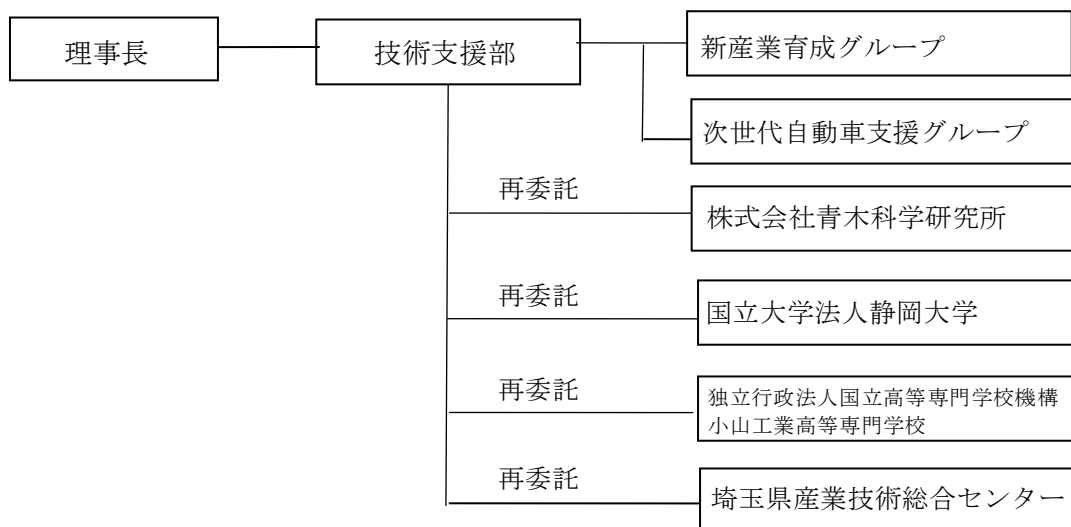 理事長
技術支援部
新産業育成グループ
次世代自動車支援グループ
再委託
株式会社青木科学研究所
再委託
国立大学法人静岡大学
再委託
独立行政法人国立高等専門学校機構
小山工業高等専門学校
再委託
埼玉県産業技術総合センター